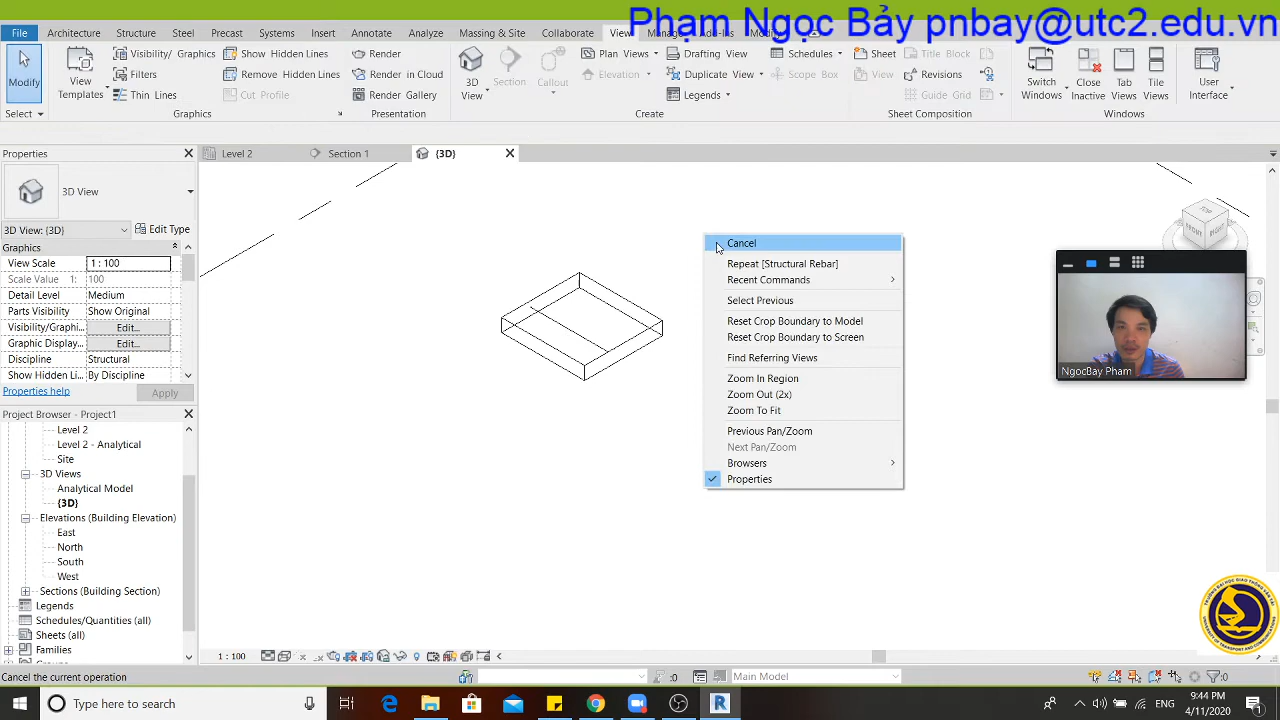 Phạm Ngọc Bảy pnbay@utc2.edu.vn
File Architecture Structure Steel Precast Systems Insert Annotate Analyze Massing & Site Collaborate View
Modify
Select
View Templates
Visibility/ Graphics
Filters
Thin Lines
Show Hidden Lines
Remove Hidden Lines
Cut Profile
Graphics
Render
Render in Cloud
Render Gallery
Presentation
3D View
Section
Callout
Plan Views
Elevation
Drafting View
Duplicate View
Legends
Schedules
Scope Box
Create
Sheet
View
Title Block
Revisions
Guide Grid
Sheet Composition
Switch Windows
Close Inactive
Tab Views
Tile Views
Windows
User Interface
Properties
Level 2
Section 1
{3D}
3D View
3D View: {3D}
Edit Type
Graphics
View Scale 1 : 100
Scale Value 1: 100
Detail Level Medium
Parts Visibility Show Original
Visibility/Graphi... Edit...
Graphic Display... Edit...
Discipline Structural
Show Hidden Li... By Discipline
Properties help
Apply
Project Browser - Project1
Level 2
Level 2 - Analytical
Site
3D Views
Analytical Model
{3D}
Elevations (Building Elevation)
East
North
South
West
Sections (Building Section)
Legends
Schedules/Quantities (all)
Sheets (all)
Families
Cancel
Repeat [Structural Rebar]
Recent Commands
Select Previous
Reset Crop Boundary to Model
Reset Crop Boundary to Screen
Find Referring Views
Zoom In Region
Zoom Out (2x)
Zoom To Fit
Previous Pan/Zoom
Next Pan/Zoom
Browsers
Properties
TOP
FRONT
RIGHT
NgocBay Pham
1 : 100
Cancel the current operation
:0
Main Model
:0
Type here to search
ENG
9:44 PM
4/11/2020